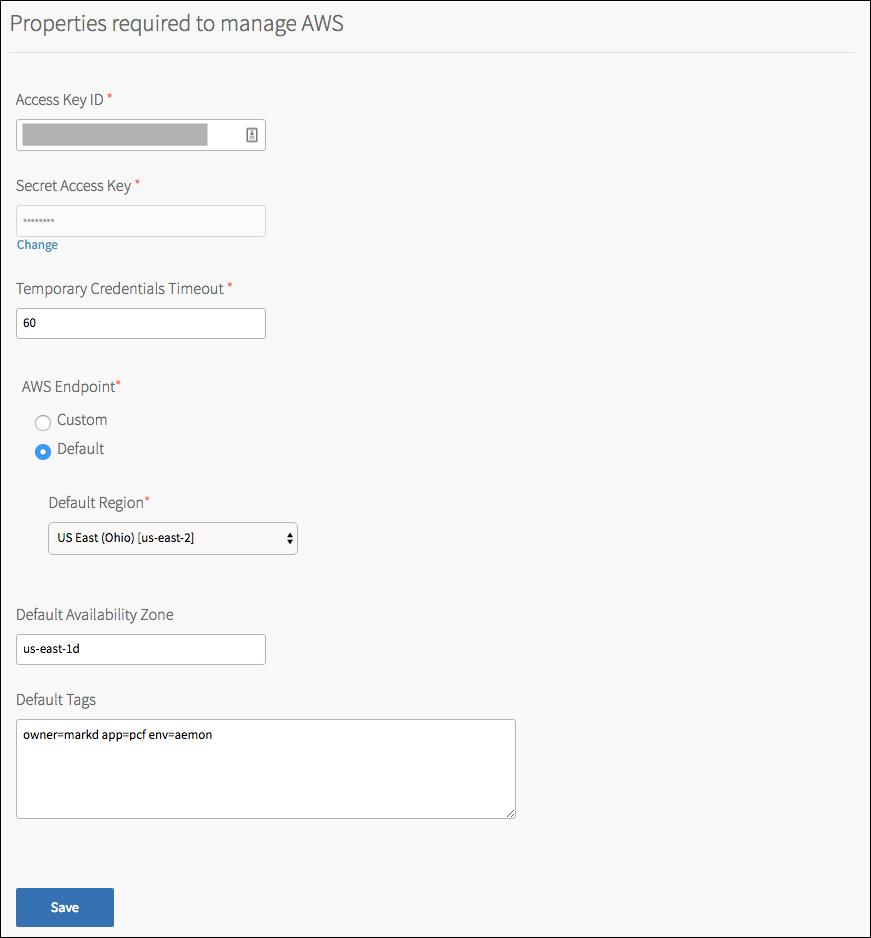 Properties required to manage AWS
Access Key ID *
Secret Access Key *
••••••••
Change
Temporary Credentials Timeout *
60
AWS Endpoint*
Custom
Default
Default Region*
US East (Ohio) [us-east-2]
Default Availability Zone
us-east-1d
Default Tags
owner=markd app=pcf env=aemon
Save